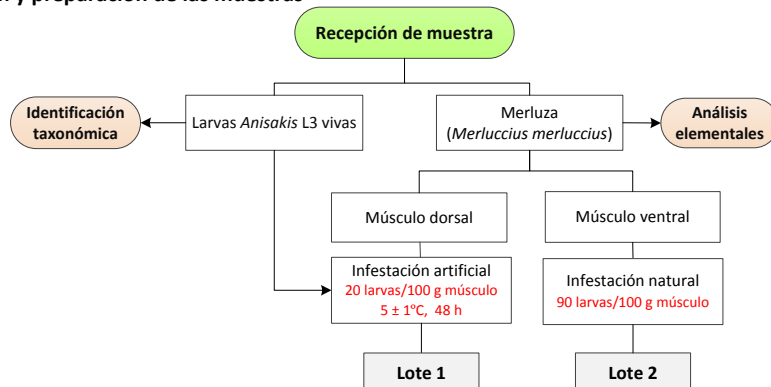 y preparación de las muestras
Recepción de muestra
Identificación
taxonómica
Larvas Anisakis L3 vivas
Merluza
(Merluccius merluccius)
Análisis
elementales
Músculo dorsal
Músculo ventral
Infestación artificial
20 larvas/100 g músculo
5 ± 1ºC, 48 h
Infestación natural
90 larvas/100 g músculo
Lote 1
Lote 2